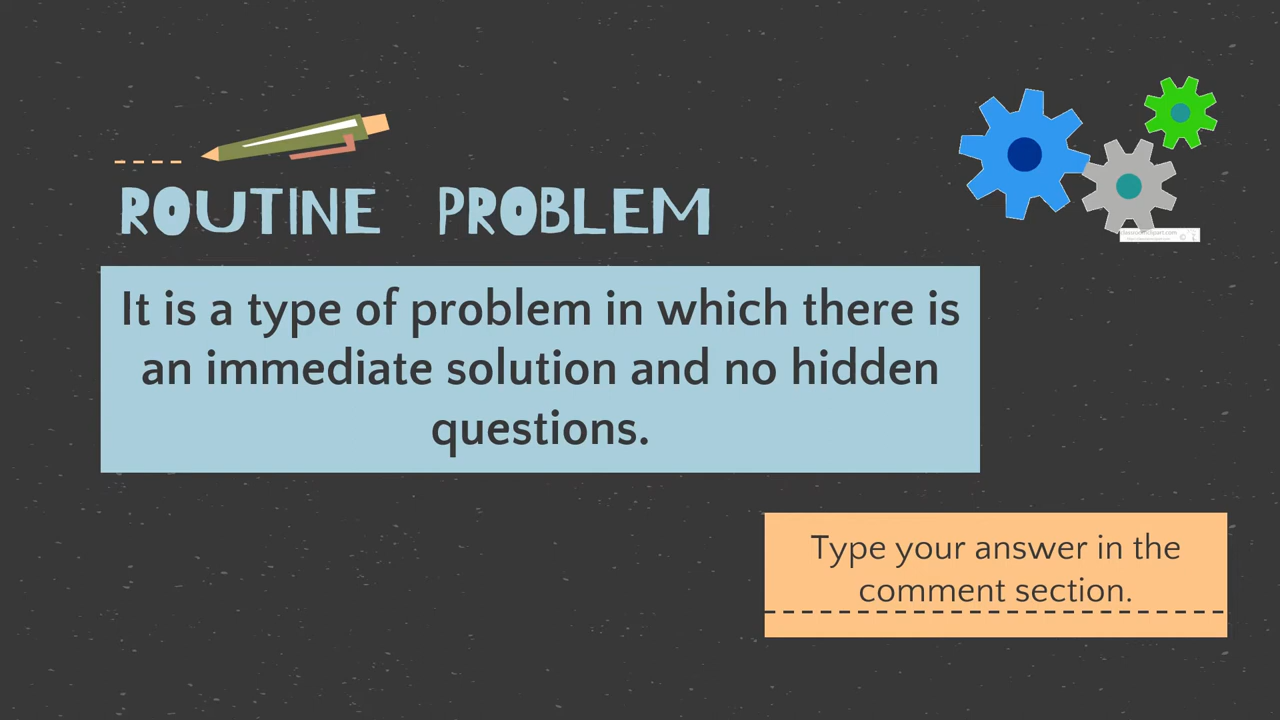 ROUTINE PROBLEM
It is a type of problem in which there is
an immediate solution and no hidden
questions.
Type your answer in the
comment section.